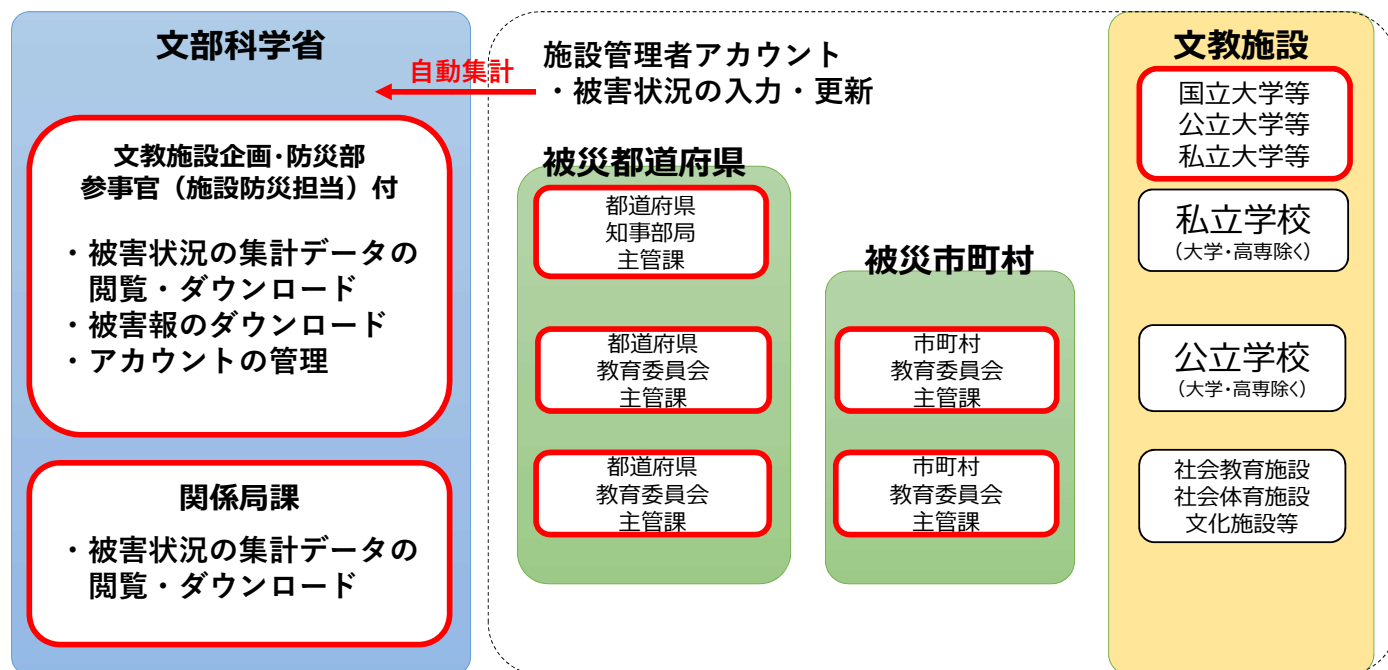 文部科学省
文教施設企画・防災部
参事官（施設防災担当）付
・被害状況の集計データの
閲覧・ダウンロード
・被害報のダウンロード
・アカウントの管理
関係局課
・被害状況の集計データの
閲覧・ダウンロード
自動集計
施設管理者アカウント
・被害状況の入力・更新
被災都道府県
都道府県
知事部局
主管課
都道府県
教育委員会
主管課
都道府県
教育委員会
主管課
被災市町村
市町村
教育委員会
主管課
市町村
教育委員会
主管課
文教施設
国立大学等
公立大学等
私立大学等
私立学校
（大学・高専除く）
公立学校
（大学・高専除く）
社会教育施設
社会体育施設
文化施設等